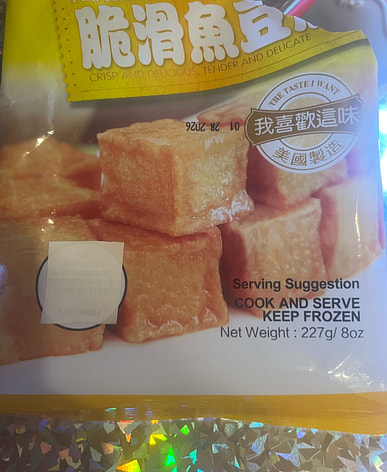 脆滑魚豆
CRISP AND DELICIOUS, TENDER AND DELICATE
THE TASTE I WANT
我喜歡這味
美國製造
01 28 2026
Serving Suggestion
COOK AND SERVE
KEEP FROZEN
Net Weight : 227g/ 8oz